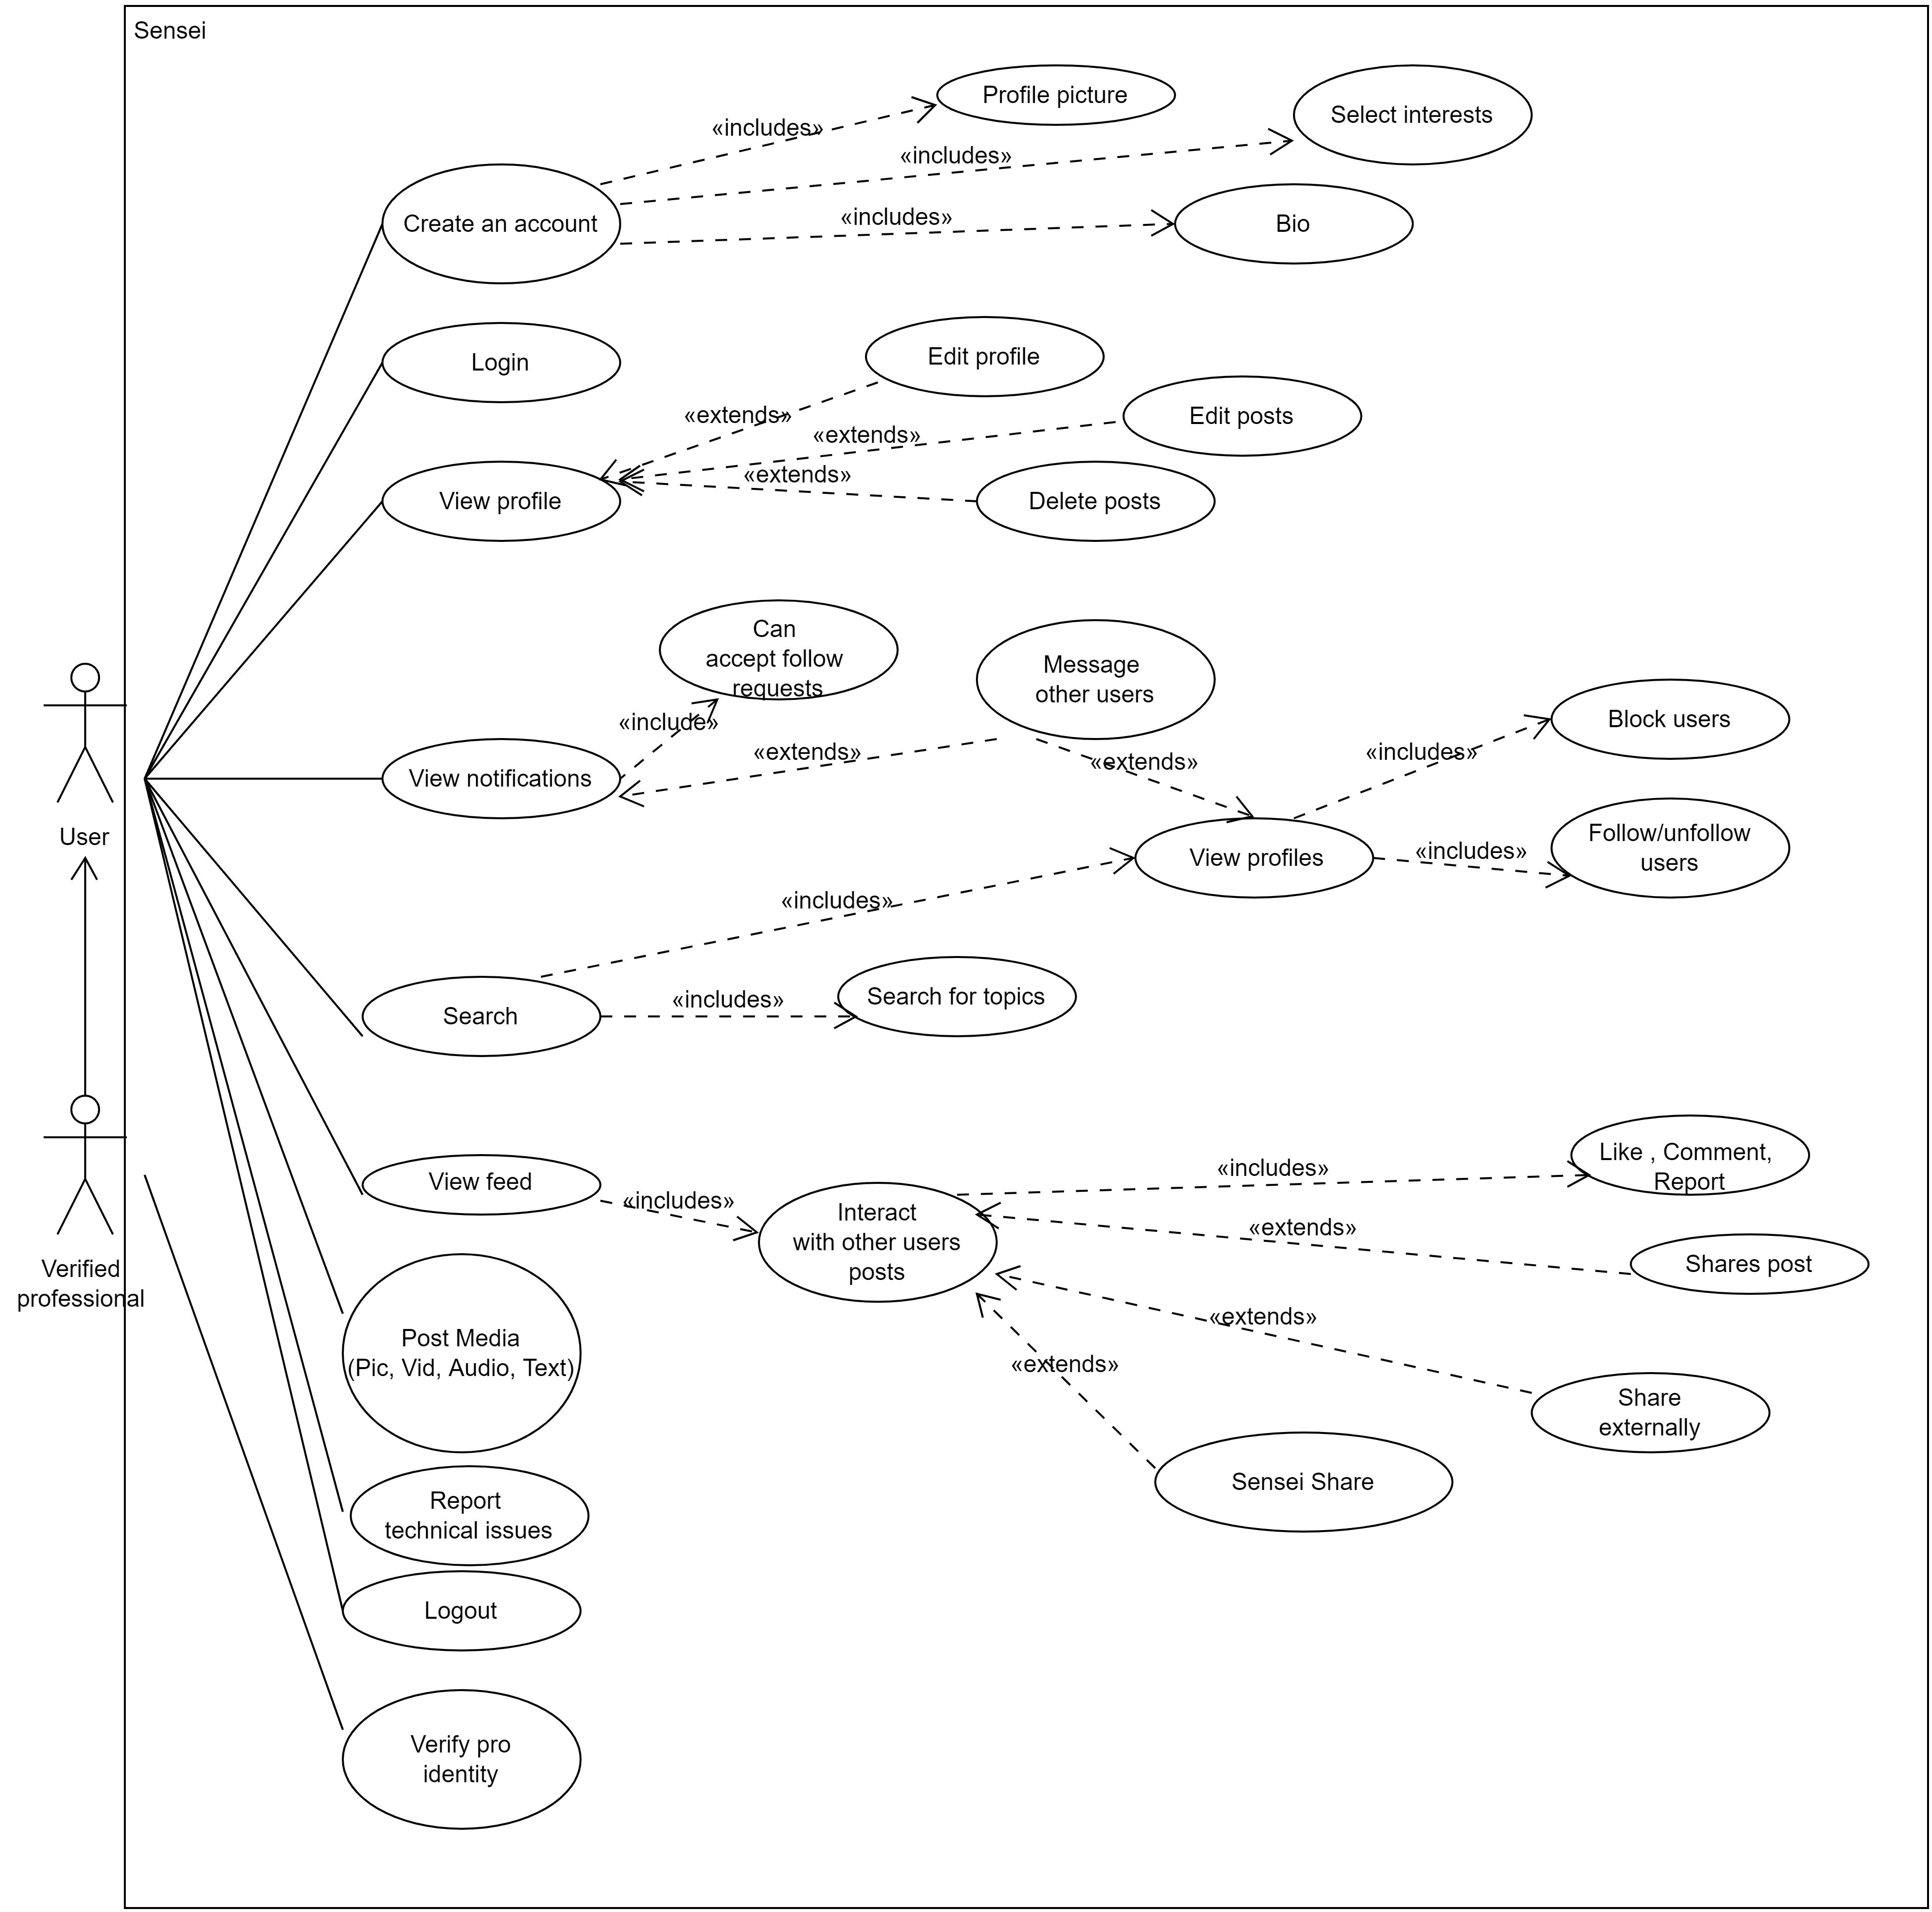 Sensei
Profile picture
Select interests
«includes»
«includes»
«includes»
Create an account
Bio
Login
Edit profile
«extends»
Edit posts
«extends»
«extends»
View profile
Delete posts
Can
accept follow
requests
Message
other users
«include»
«extends»
«extends»
«includes»
Block users
View notifications
User
View profiles
«includes»
Follow/unfollow
users
«includes»
Search
«includes»
Search for topics
View feed
«includes»
Interact
with other users
posts
«includes»
Like , Comment,
Report
«extends»
Shares post
Verified
professional
«extends»
Post Media
(Pic, Vid, Audio, Text)
«extends»
Share
externally
Sensei Share
Report
technical issues
Logout
Verify pro
identity